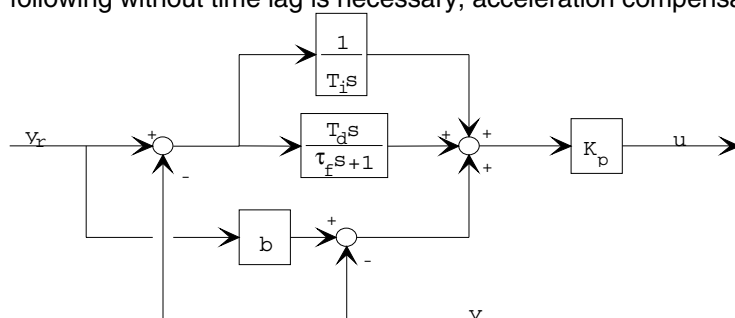 following without time lag is necessary, acceleration compensa
1
T_i s
y_r
+
-
T_d s
τ_f s+1
+
+
+
K_p
u
b
+
-
y